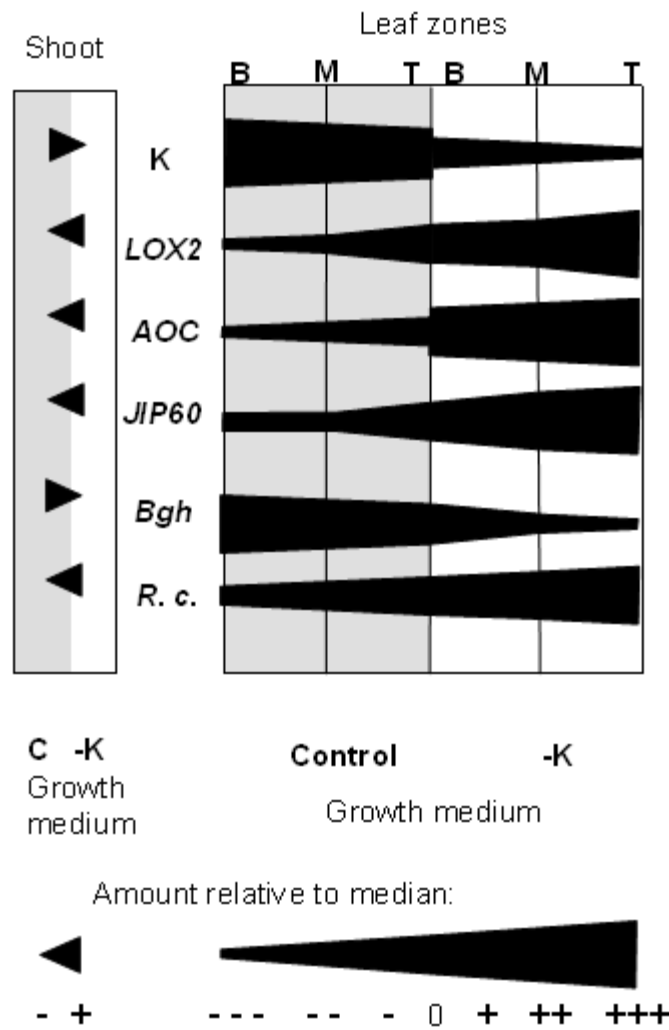 Leaf zones
Shoot
B M T B M T
K
LOX2
AOC
JIP60
Bgh
R. c.
C -K
Growth
medium
Control -K
Growth medium
Amount relative to median:
- + - - - - - - 0 + ++ +++